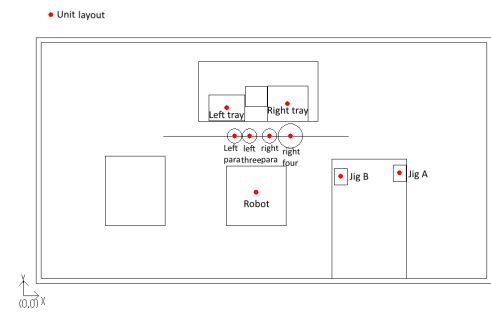 Unit layout
Left tray
Right tray
Left left right right
para three para four
Jig B
Jig A
Robot
Y
(0,0) X